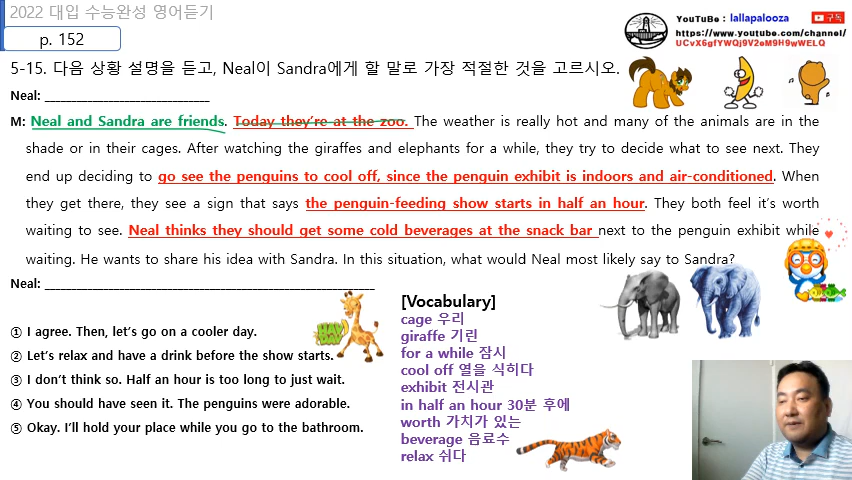 2022 대입 수능완성 영어듣기
p. 152
YouTuBe : lallapalooza
구독
https://www.youtube.com/channel/
UCvX6gfYWQj9V2eM9H9wWELQ
5-15. 다음 상황 설명을 듣고, Neal이 Sandra에게 할 말로 가장 적절한 것을 고르시오.
Neal: ______________________________
M: Neal and Sandra are friends. Today they’re at the zoo. The weather is really hot and many of the animals are in the
shade or in their cages. After watching the giraffes and elephants for a while, they try to decide what to see next. They
end up deciding to go see the penguins to cool off, since the penguin exhibit is indoors and air-conditioned. When
they get there, they see a sign that says the penguin-feeding show starts in half an hour. They both feel it’s worth
waiting to see. Neal thinks they should get some cold beverages at the snack bar next to the penguin exhibit while
waiting. He wants to share his idea with Sandra. In this situation, what would Neal most likely say to Sandra?
Neal: ____________________________________________________________
① I agree. Then, let’s go on a cooler day.
② Let’s relax and have a drink before the show starts.
③ I don’t think so. Half an hour is too long to just wait.
④ You should have seen it. The penguins were adorable.
⑤ Okay. I’ll hold your place while you go to the bathroom.
[Vocabulary]
cage 우리
giraffe 기린
for a while 잠시
cool off 열을 식히다
exhibit 전시관
in half an hour 30분 후에
worth 가치가 있는
beverage 음료수
relax 쉬다